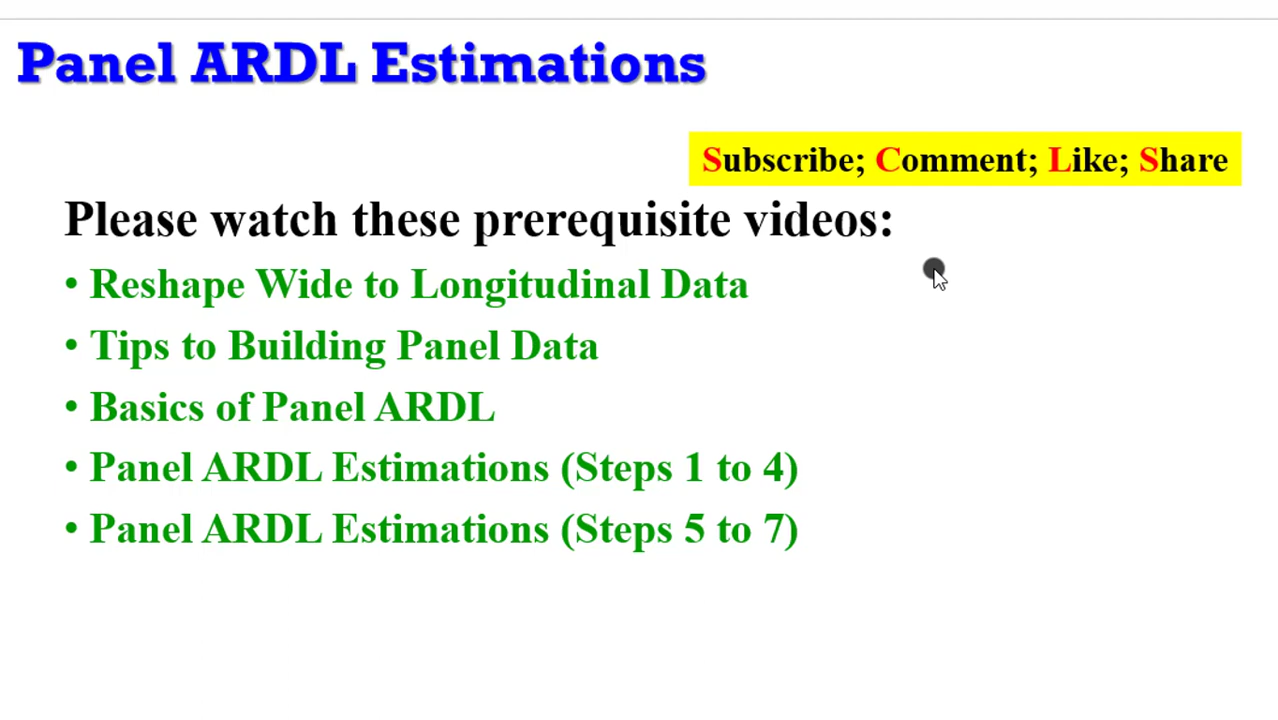 Panel ARDL Estimations
Subscribe; Comment; Like; Share
Please watch these prerequisite videos:
• Reshape Wide to Longitudinal Data
• Tips to Building Panel Data
• Basics of Panel ARDL
• Panel ARDL Estimations (Steps 1 to 4)
• Panel ARDL Estimations (Steps 5 to 7)